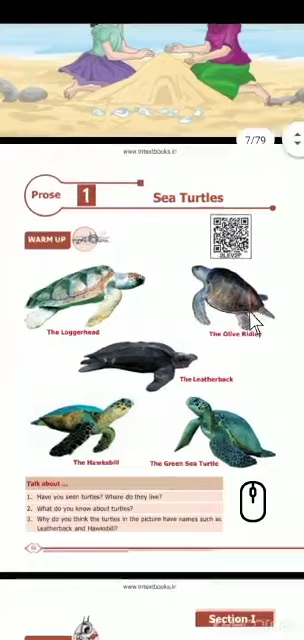 7/79
www.tntextbooks.in
Prose 1 Sea Turtles
WARM UP
The Loggerhead
The Olive Ridley
The Leatherback
The Hawksbill
The Green Sea Turtle
Talk about ...
1. Have you seen turtles? Where do they live?
2. What do you know about turtles?
3. Why do you think the turtles in the picture have names such as
Leatherback and Hawksbill?
www.tntextbooks.in
Section-I